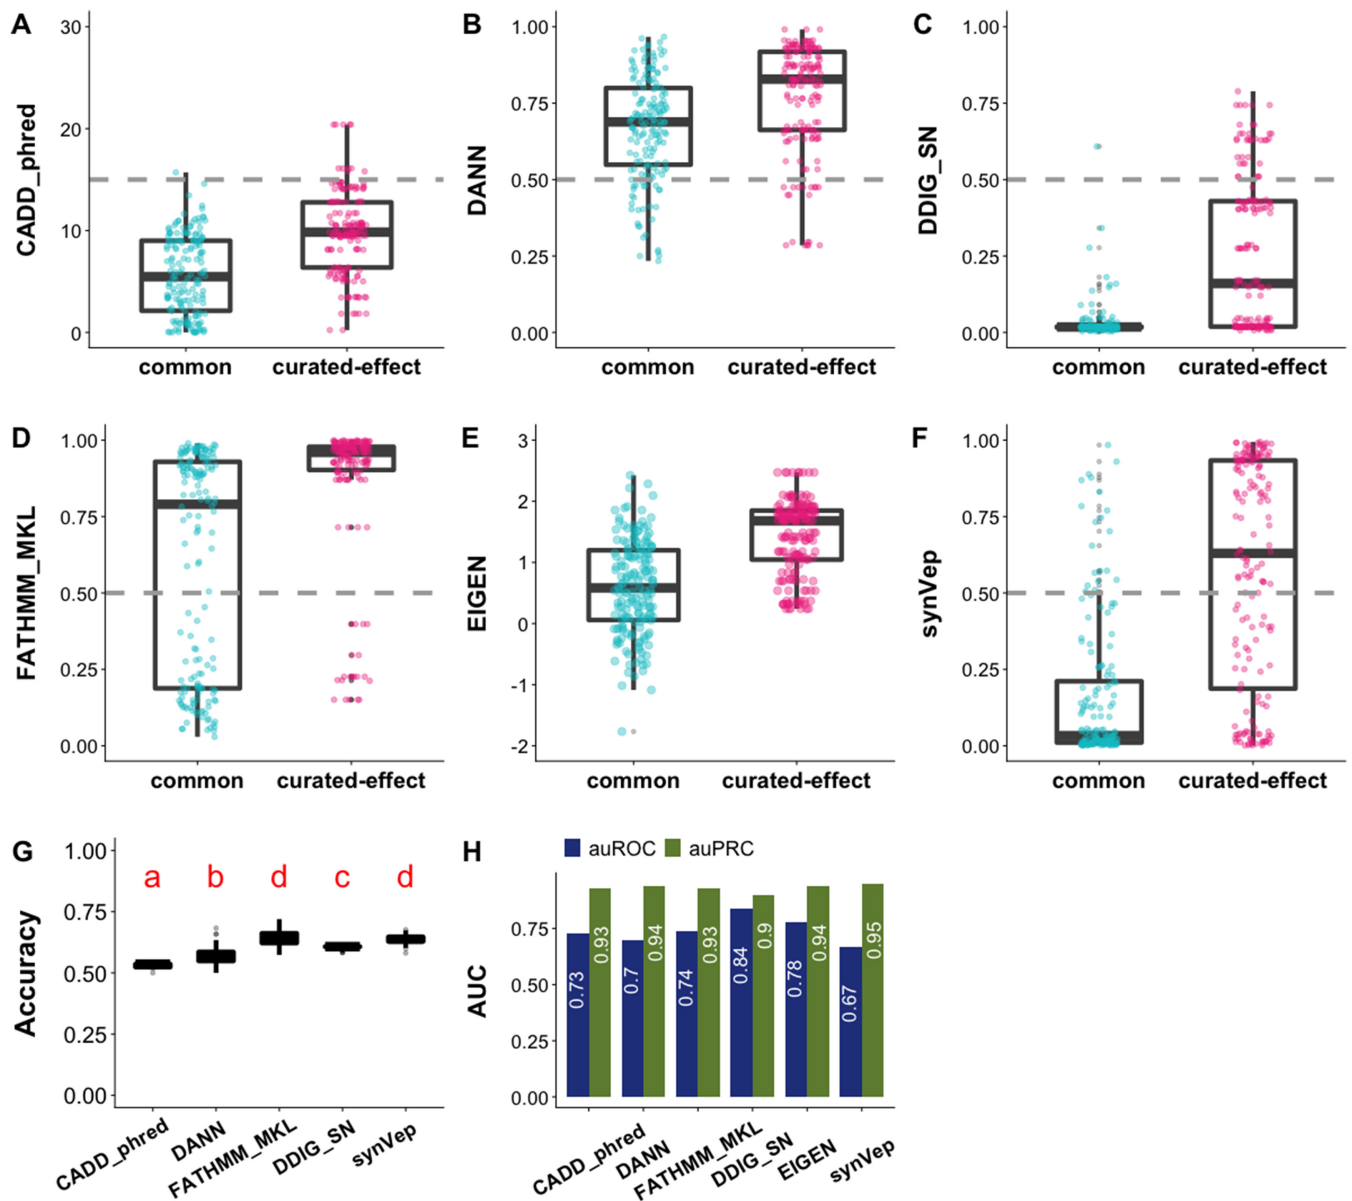 A
CADD_phred
30
20
10
0
common curated-effect
B
DANN
1.00
0.75
0.50
0.25
0.00
common curated-effect
C
DDIG_SN
1.00
0.75
0.50
0.25
0.00
common curated-effect
D
FATHMM_MKL
1.00
0.75
0.50
0.25
0.00
common curated-effect
E
EIGEN
3
2
1
0
-1
-2
common curated-effect
F
synVep
1.00
0.75
0.50
0.25
0.00
common curated-effect
G
Accuracy
1.00
0.75
0.50
0.25
0.00
a b d c d
CADD_phred
DANN
FATHMM_MKL
DDIG_SN
synVep
H
auROC auPRC
AUC
0.75
0.50
0.25
0.00
0.73 0.93 0.7 0.94 0.74 0.93 0.84 0.9 0.78 0.94 0.67 0.95
CADD_phred
DANN
FATHMM_MKL
DDIG_SN
EIGEN
synVep